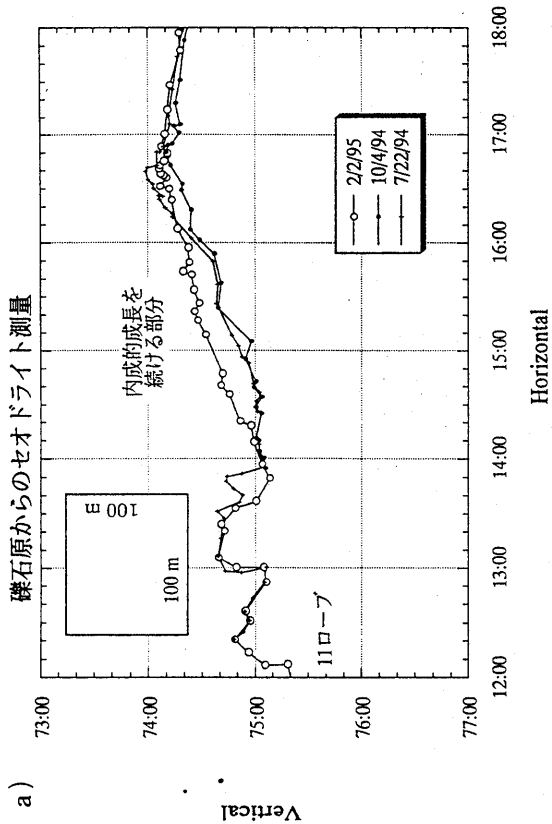 a)
礫石原からのセオドライト測量
73:00
74:00
75:00
76:00
77:00
Vertical
100 m
100 m
内成的成長を
続ける部分
11ローブ
2/2/95
10/4/94
7/22/94
12:00
13:00
14:00
15:00
16:00
17:00
18:00
Horizontal